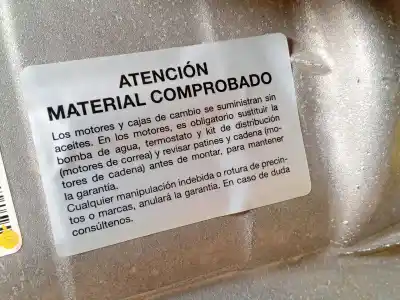 ATENCIÓN
MATERIAL COMPROBADO
Los motores y cajas de cambio se suministran sin
aceites. En los motores, es obligatorio sustituir la
bomba de agua, termostato y kit de distribución
(motores de correa) y revisar patines y cadena (mo-
tores de cadena) antes de montar, para mantener
la garantía.
Cualquier manipulación indebida o rotura de precin-
tos o marcas, anulará la garantía. En caso de duda
consúltenos.